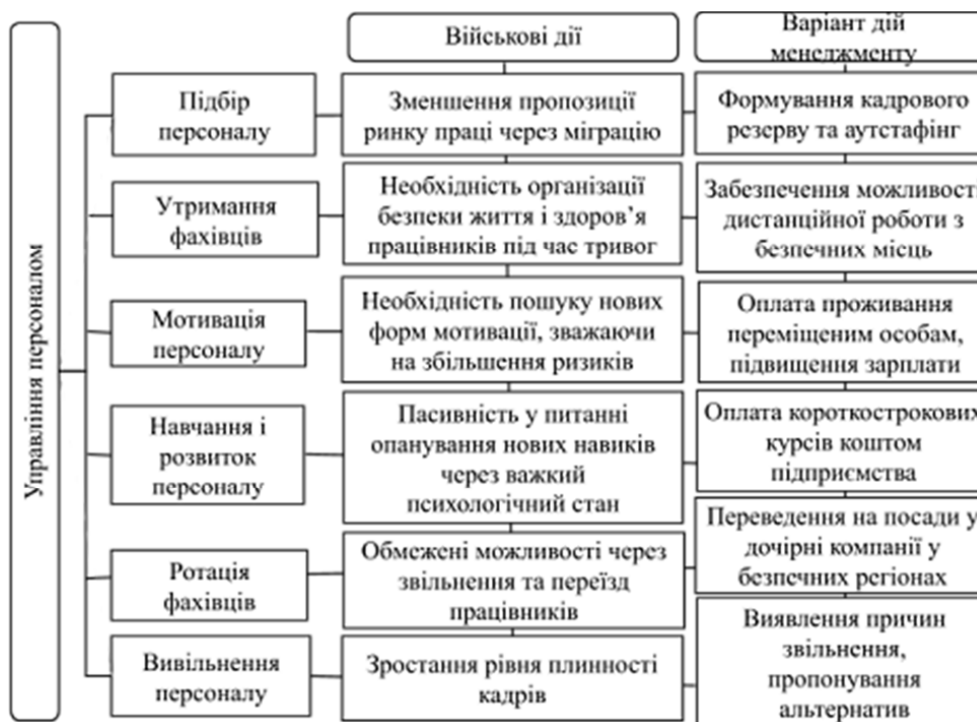 Управління персоналом
Військові дії
Варіант дій
менеджменту
Підбір
персоналу
Зменшення пропозиції
ринку праці через міграцію
Формування кадрового
резерву та аутстафінг
Утримання
фахівців
Необхідність організації
безпеки життя і здоров’я
працівників під час тривог
Забезпечення можливості
дистанційної роботи з
безпечних місць
Мотивація
персоналу
Необхідність пошуку нових
форм мотивації, зважаючи
на збільшення ризиків
Оплата проживання
переміщеним особам,
підвищення зарплати
Навчання і
розвиток
персоналу
Пасивність у питанні
опанування нових навиків
через важкий
психологічний стан
Оплата короткострокових
курсів коштом
підприємства
Ротація
фахівців
Обмежені можливості через
звільнення та переїзд
працівників
Переведення на посади у
дочірні компанії у
безпечних регіонах
Вивільнення
персоналу
Зростання рівня плинності
кадрів
Виявлення причин
звільнення,
пропонування
альтернатив